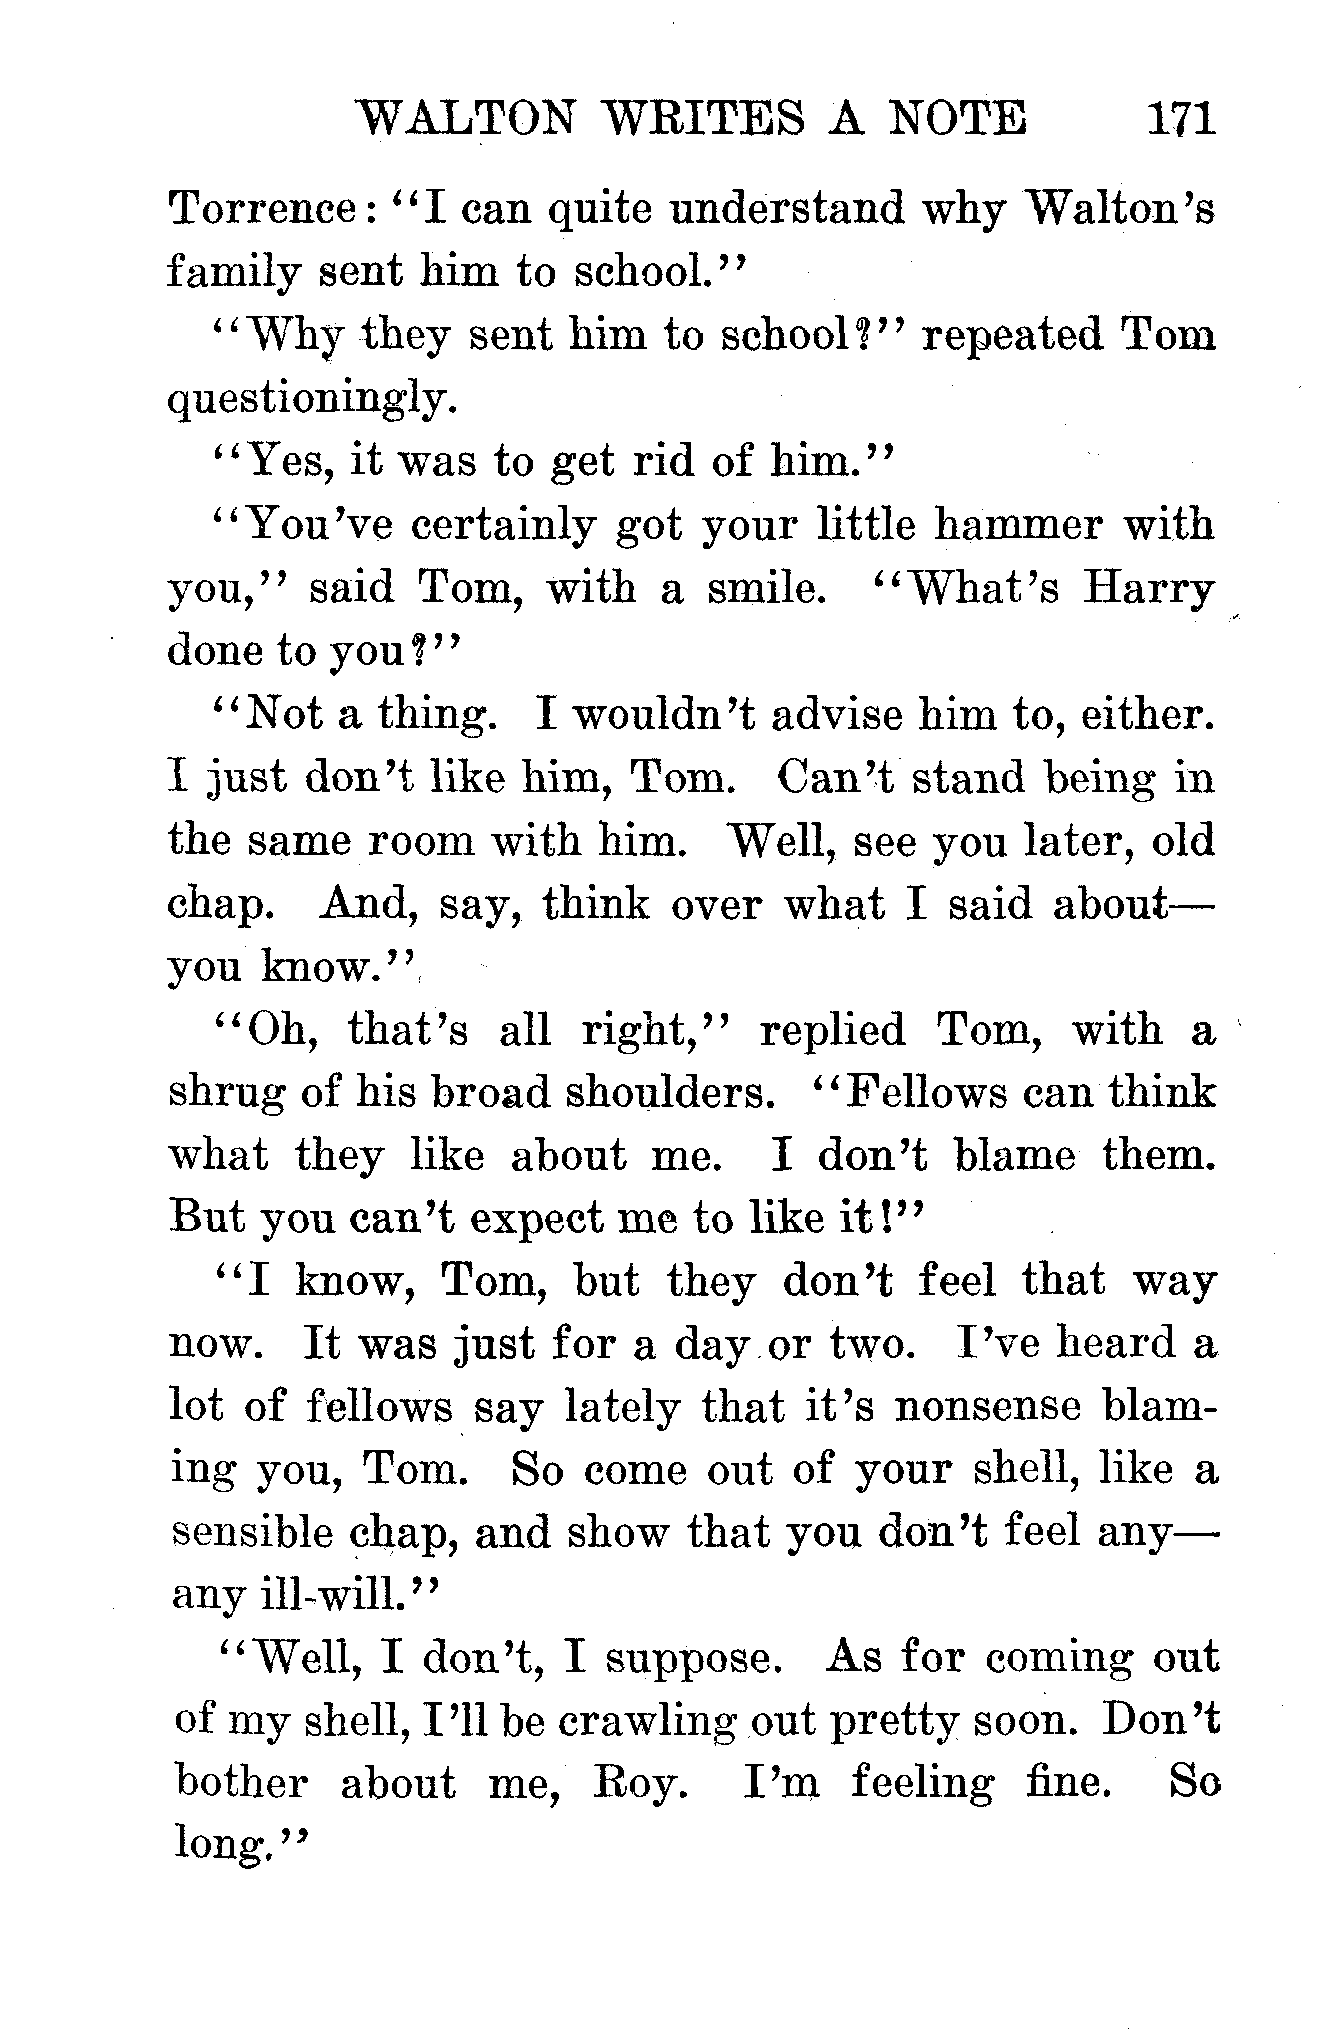 WALTON WRITES A NOTE 171
Torrence: "I can quite understand why Walton's
family sent him to school."
"Why they sent him to school?" repeated Tom
questioningly.
"Yes, it was to get rid of him."
"You've certainly got your little hammer with
you," said Tom, with a smile. "What's Harry
done to you?"
"Not a thing. I wouldn't advise him to, either.
I just don't like him, Tom. Can't stand being in
the same room with him. Well, see you later, old
chap. And, say, think over what I said about—
you know."
"Oh, that's all right," replied Tom, with a
shrug of his broad shoulders. "Fellows can think
what they like about me. I don't blame them.
But you can't expect me to like it!"
"I know, Tom, but they don't feel that way
now. It was just for a day or two. I've heard a
lot of fellows say lately that it's nonsense blam-
ing you, Tom. So come out of your shell, like a
sensible chap, and show that you don't feel any—
any ill-will."
"Well, I don't, I suppose. As for coming out
of my shell, I'll be crawling out pretty soon. Don't
bother about me, Roy. I'm feeling fine. So
long."